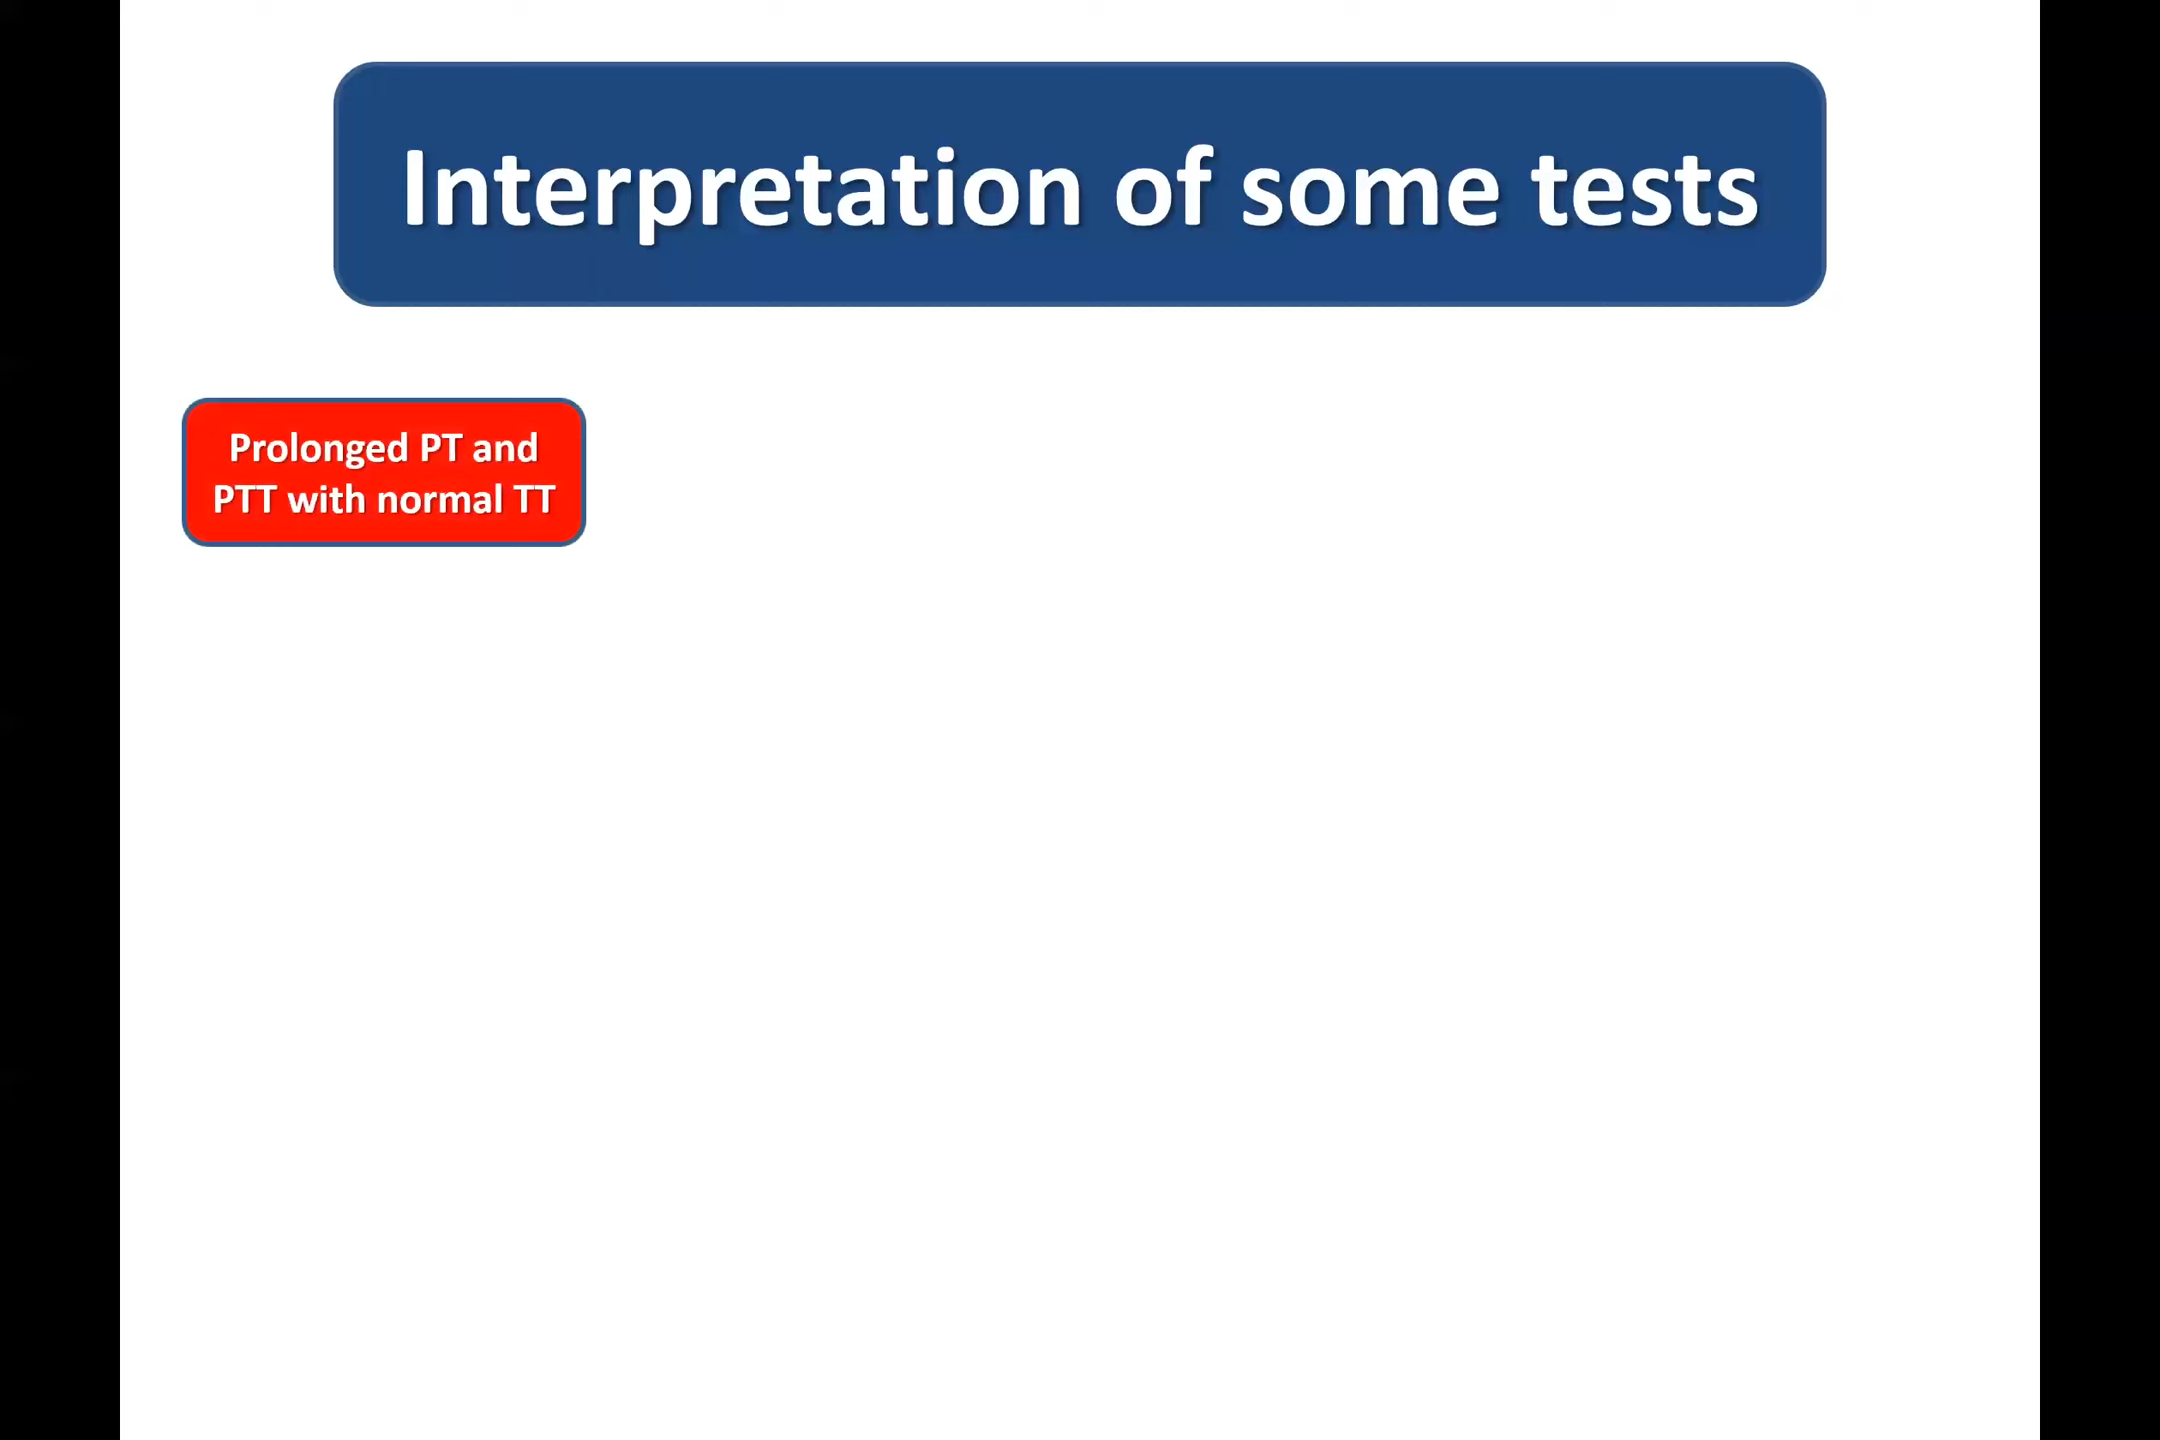 Interpretation of some tests
Prolonged PT and
PTT with normal TT